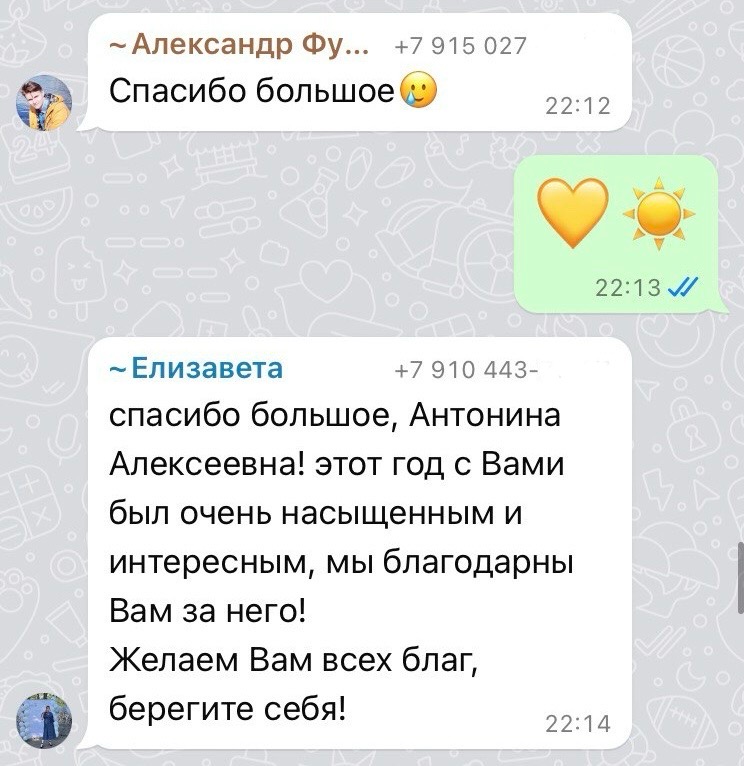 ~Александр Фу... +7 915 027
Спасибо большое🥲
22:12
💛 ☀️
22:13
~Елизавета +7 910 443-
спасибо большое, Антонина
Алексеевна! этот год с Вами
был очень насыщенным и
интересным, мы благодарны
Вам за него!
Желаем Вам всех благ,
берегите себя!
22:14